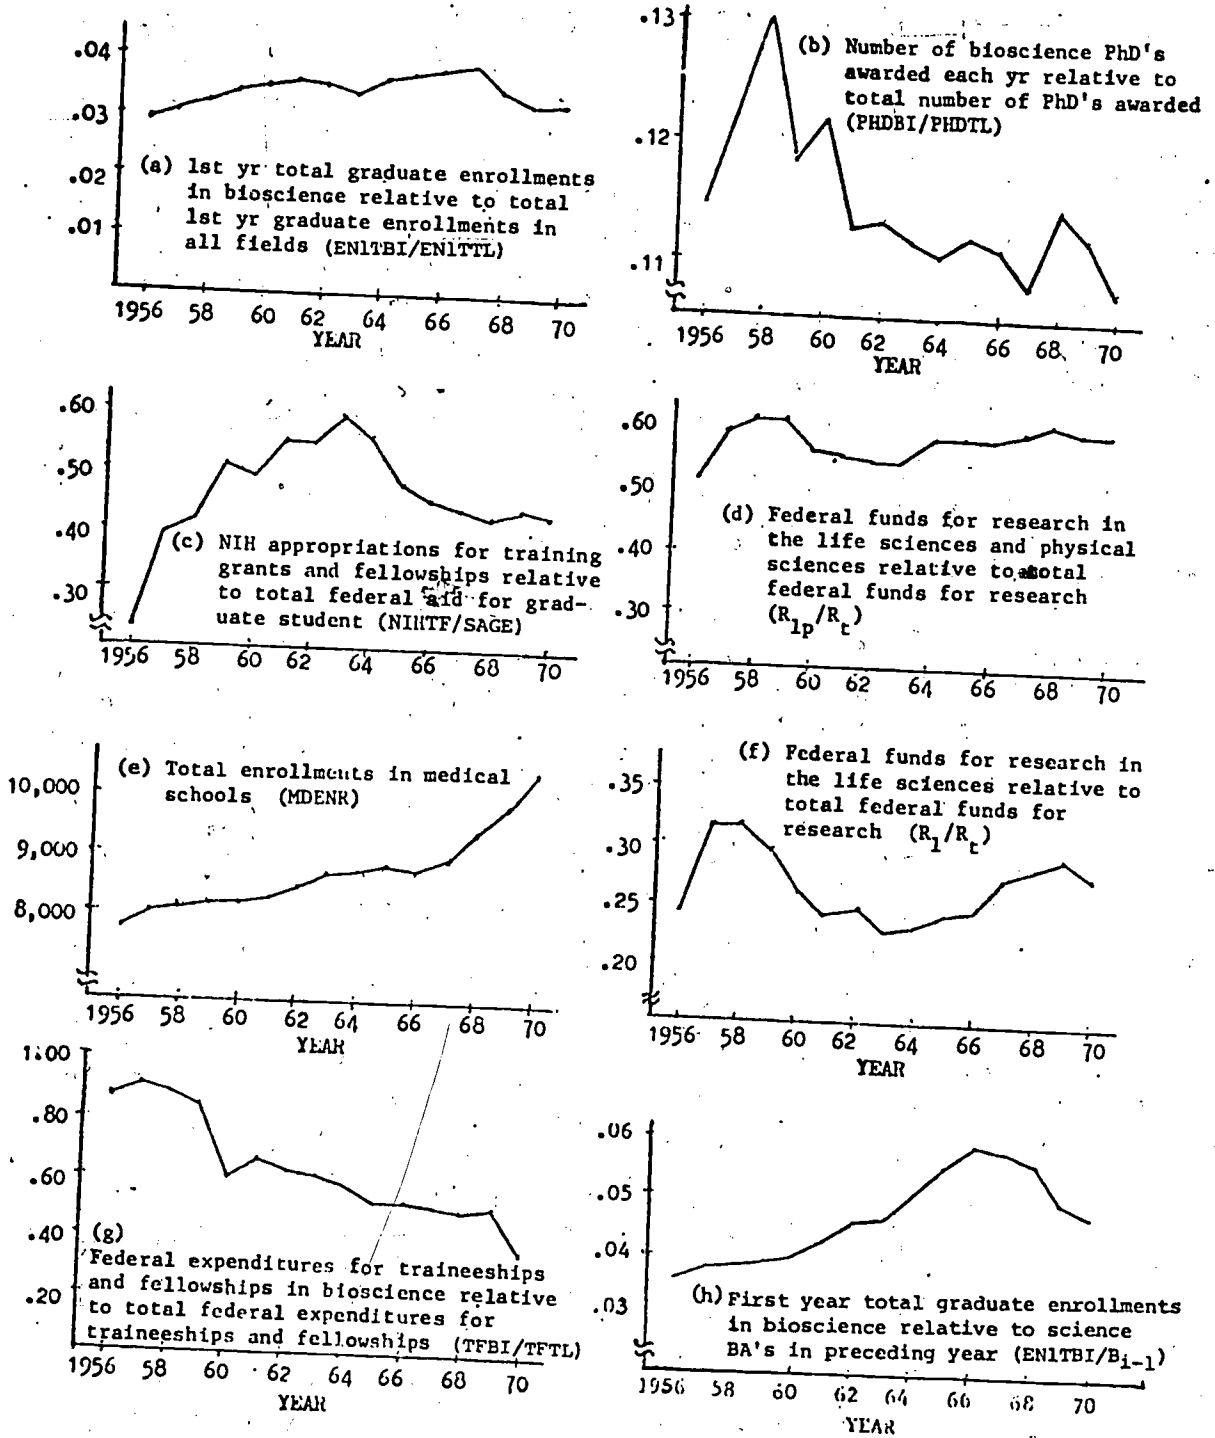 .04
.03
.02
.01
(a) 1st yr total graduate enrollments
in bioscience relative to total
1st yr graduate enrollments in
all fields (EN1TBI/EN1TTL)
1956 58 60 62 64 66 68 70
YEAR
.13
.12
.11
(b) Number of bioscience PhD's
awarded each yr relative to
total number of PhD's awarded
(PHDBI/PHDTL)
1956 58 60 62 64 66 68 70
YEAR
.60
.50
.40
.30
(c) NIH appropriations for training
grants and fellowships relative
to total federal aid for grad-
uate student (NIHTF/SAGE)
1956 58 60 62 64 66 68 70
.60
.50
.40
.30
(d) Federal funds for research in
the life sciences and physical
sciences relative to total
federal funds for research
(R_lp/R_t)
1956 58 60 62 64 66 68 70
10,000
9,000
8,000
(e) Total enrollments in medical
schools (MDENR)
1956 58 60 62 64 66 68 70
YEAR
.35
.30
.25
.20
(f) Federal funds for research in
the life sciences relative to
total federal funds for
research (R_l/R_t)
1956 58 60 62 64 66 68 70
YEAR
1.00
.80
.60
.40
.20
(g)
Federal expenditures for traineeships
and fellowships in bioscience relative
to total federal expenditures for
traineeships and fellowships (TFBI/TFTL)
1956 58 60 62 64 66 68 70
YEAR
.06
.05
.04
.03
(h) First year total graduate enrollments
in bioscience relative to science
BA's in preceding year (EN1TBI/B_i-1)
1956 58 60 62 64 66 68 70
YEAR